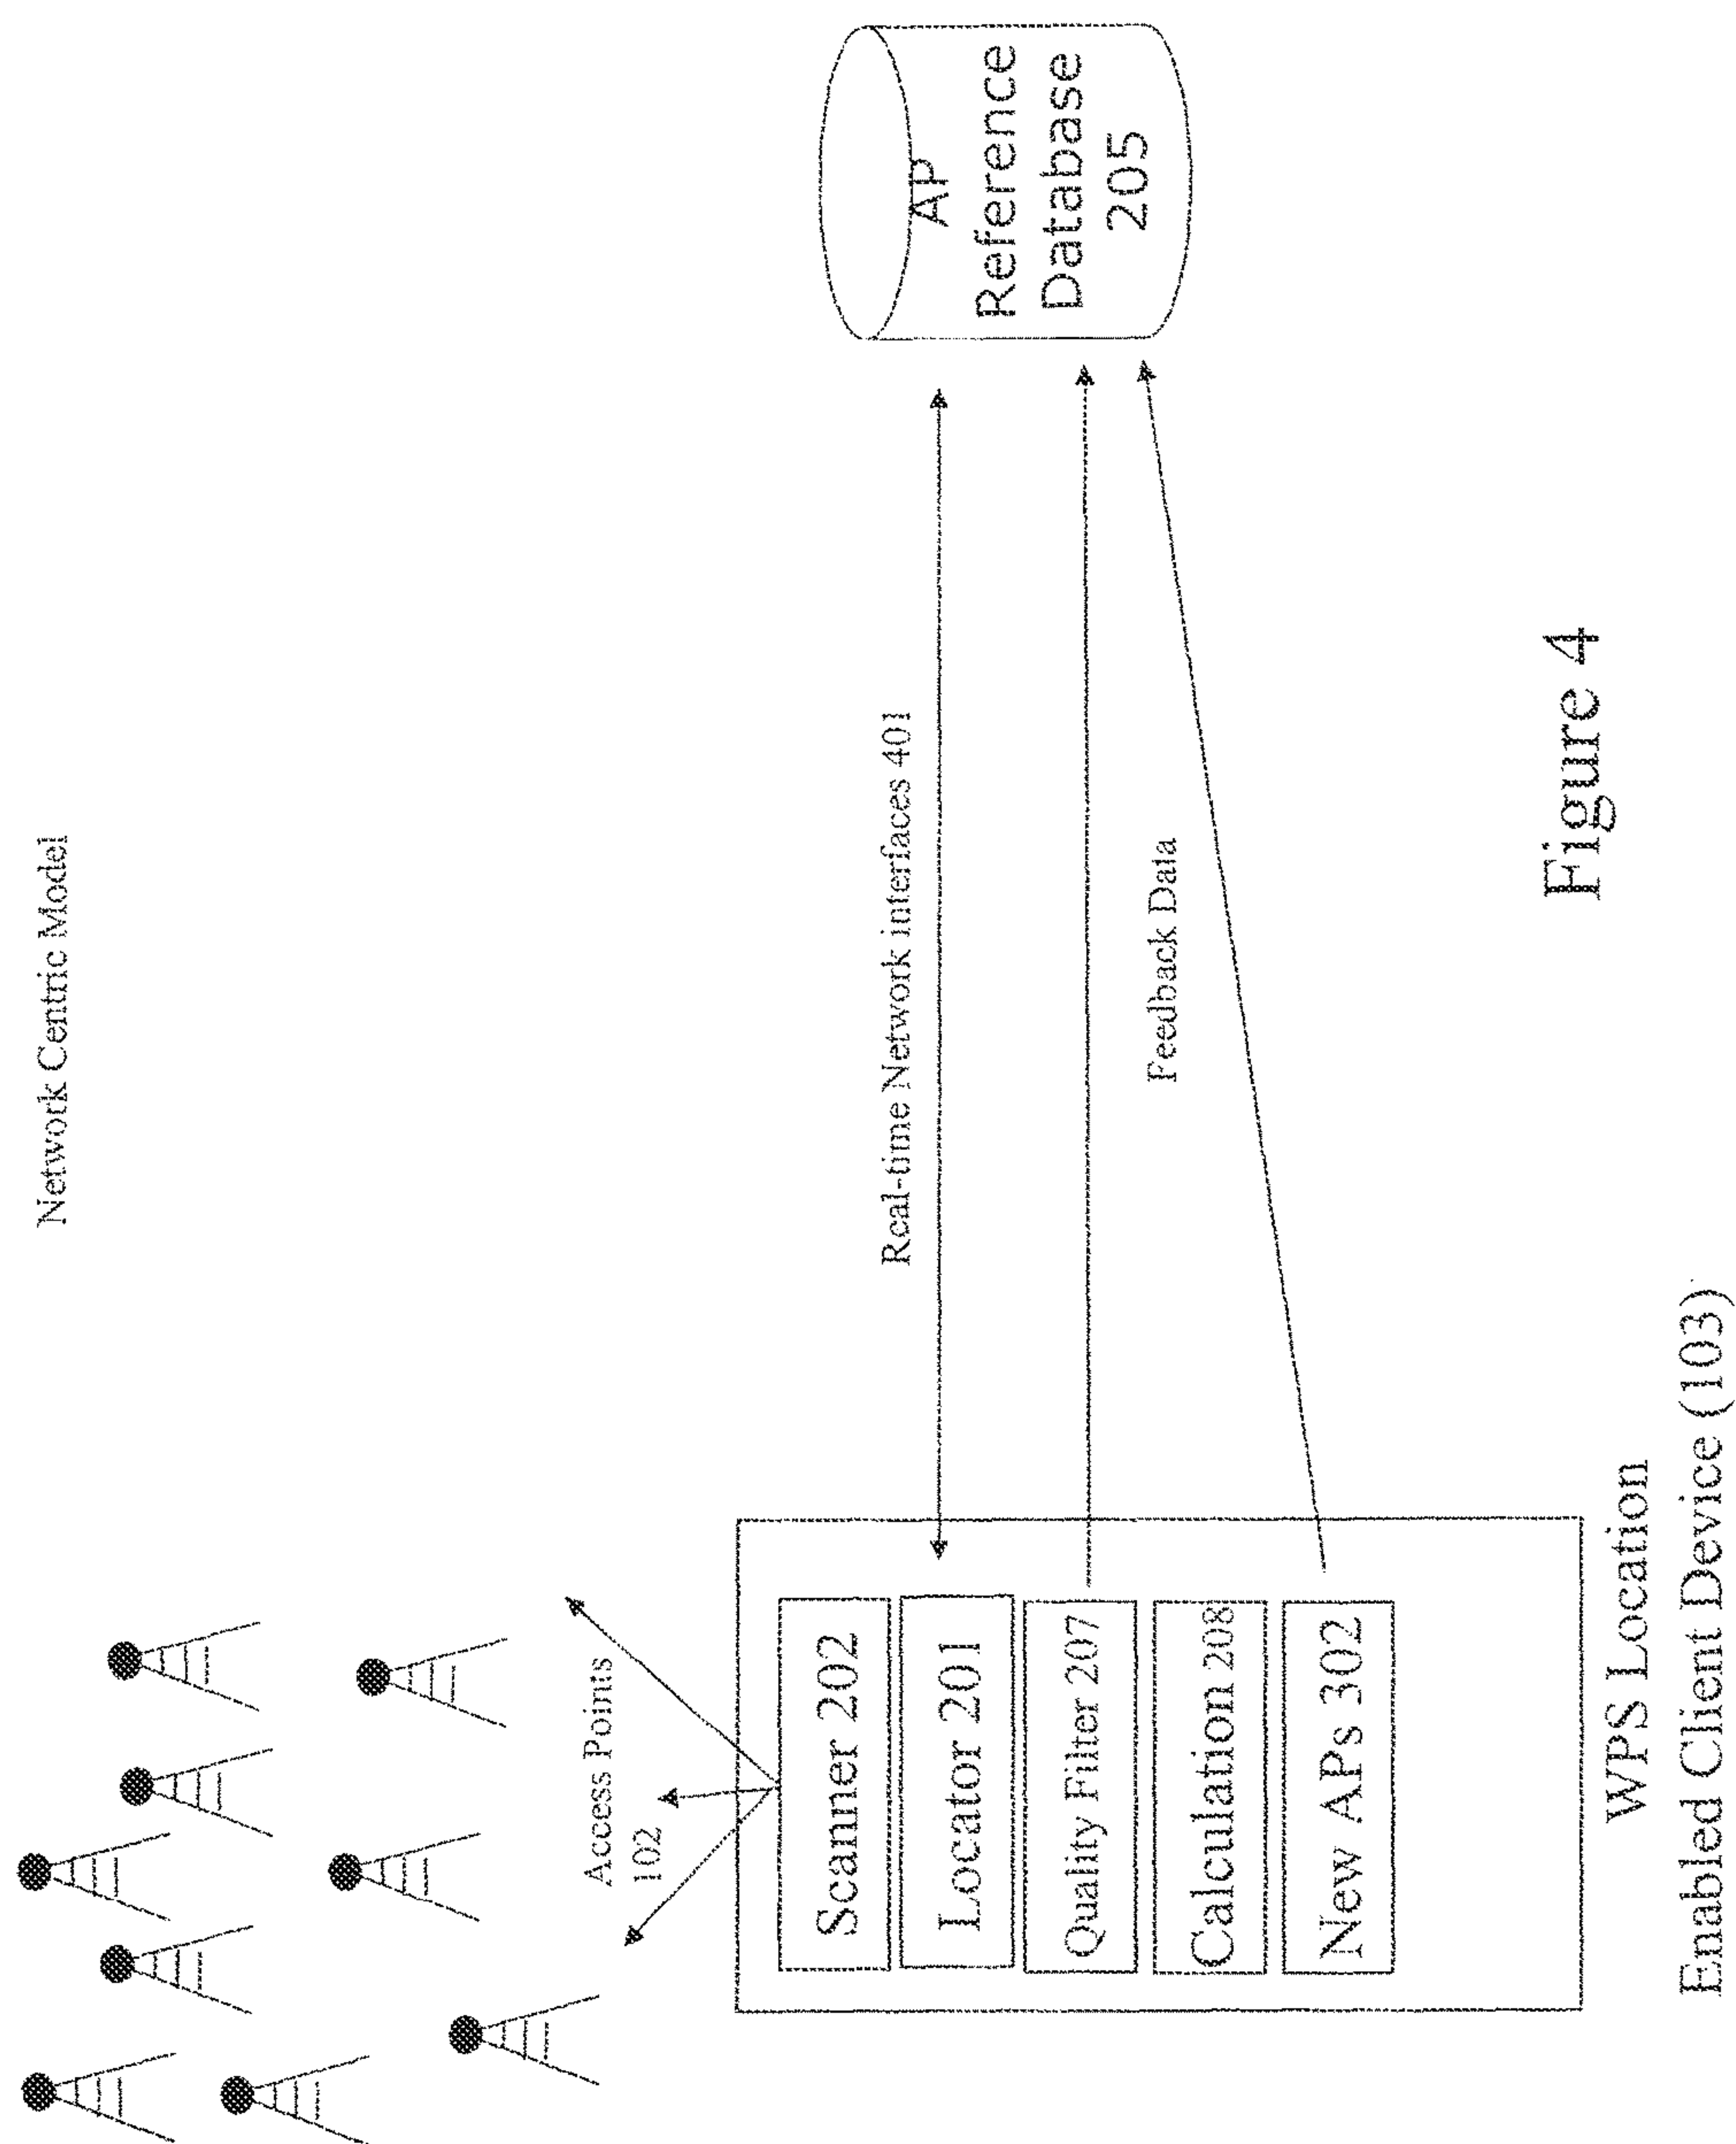 Network Centric Model
Access Points
102
Real-time Network interfaces 401
AP
Reference
Database
205
Scanner 202
Locator 201
Quality Filter 207
Calculation 208
New APs 302
Feedback Data
WPS Location
Enabled Client Device (103)
Figure 4